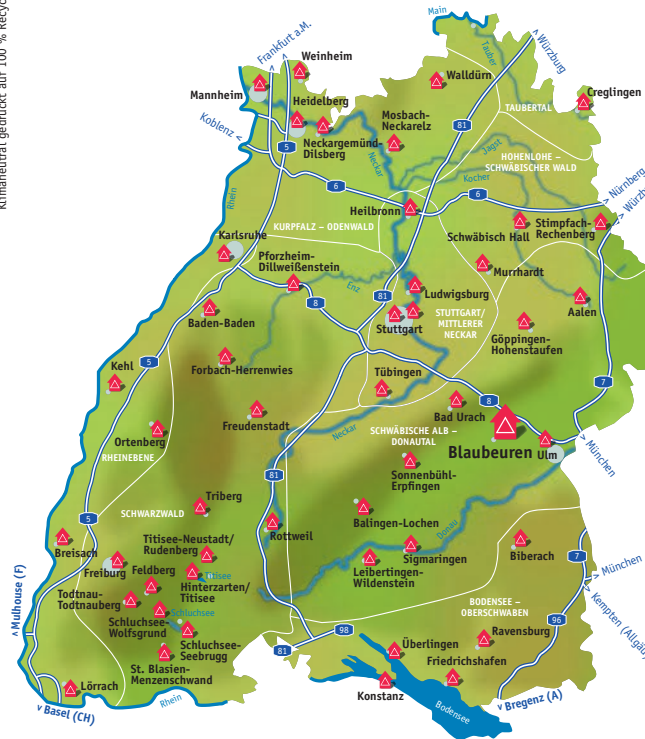 Klimaneutral gedruckt auf 100 % Recyc
Main
Frankfurt a.M.
Weinheim
Tauber
Würzburg
Walldürn
Mannheim
Creglingen
Heidelberg
TAUBERTAL
Mosbach-
Neckarelz
Koblenz
81
5
Neckargemünd-
Dilsberg
Jagst
HOHENLOHE –
SCHWÄBISCHER WALD
Neckar
Kocher
6
6
Nürnberg
Rhein
Heilbronn
Würzb
KURPFALZ – ODENWALD
Stimpfach-
Rechenberg
Karlsruhe
Schwäbisch Hall
Pforzheim-
Dillweißenstein
Murrhardt
Enz
81
Ludwigsburg
8
Aalen
Baden-Baden
STUTTGART/
MITTLERER
NECKAR
Stuttgart
Göppingen-
Hohenstaufen
5
Kehl
Forbach-Herrenwies
Tübingen
7
8
Bad Urach
Freudenstadt
Neckar
SCHWÄBISCHE ALB –
DONAUTAL
Ortenberg
Blaubeuren
Ulm
München
RHEINEBENE
81
Sonnenbühl-
Erpfingen
Triberg
SCHWARZWALD
Balingen-Lochen
5
Rottweil
Donau
Titisee-Neustadt/
Rudenberg
Breisach
Sigmaringen
Biberach
7
Freiburg
Feldberg
Titisee
Leibertingen-
Wildenstein
München
Hinterzarten/
Titisee
Todtnau-
Todtnauberg
Schluchsee
BODENSEE –
OBERSCHWABEN
Kempten (Allgäu
Mulhouse (F)
Schluchsee-
Wolfsgrund
96
98
Ravensburg
Schluchsee-
Seebrugg
81
Überlingen
St. Blasien-
Menzenschwand
Friedrichshafen
Lörrach
Konstanz
Rhein
Bodensee
Basel (CH)
Bregenz (A)